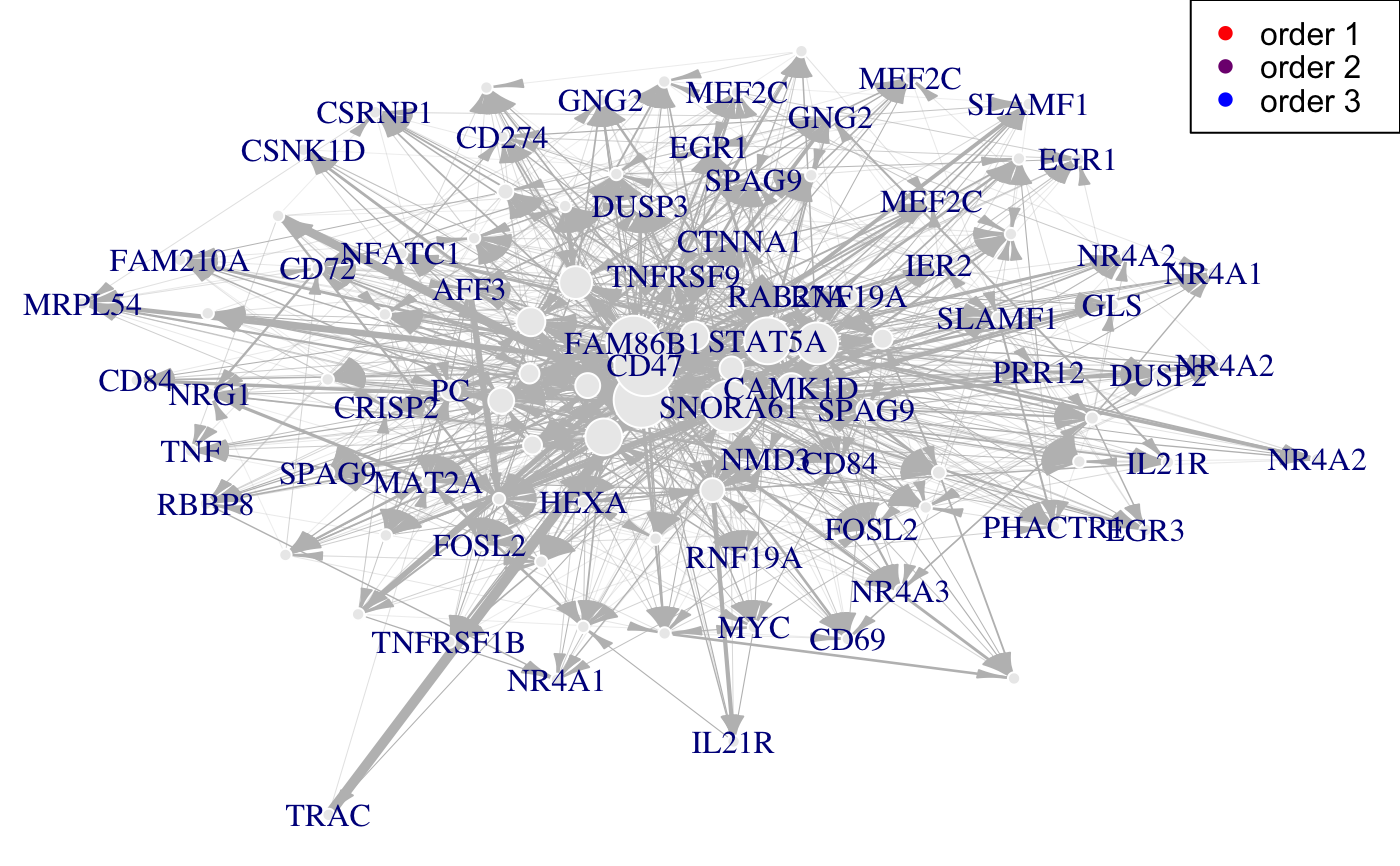 order 1
order 2
order 3
MEF2C
MEF2C
SLAMF1
GNG2
CSRNP1
GNG2
CD274
EGR1
CSNK1D
EGR1
SPAG9
DUSP3
MEF2C
CTNNA1
NFATC1
NR4A2
FAM210A
CD72
IER2
NR4A1
TNFRSF9
AFF3
RAB27A
RNF19A
MRPL54
GLS
SLAMF1
FAM86B1
STAT5A
CD47
NR4A2
PRR12
DUSP2
CD84
NRG1
PC
CAMK1D
CRISP2
SNORA61
SPAG9
TNF
NMD3
CD84
IL21R
NR4A2
SPAG9
MAT2A
RBBP8
HEXA
FOSL2
PHACTR1
EGR3
FOSL2
RNF19A
NR4A3
MYC
CD69
TNFRSF1B
NR4A1
IL21R
TRAC